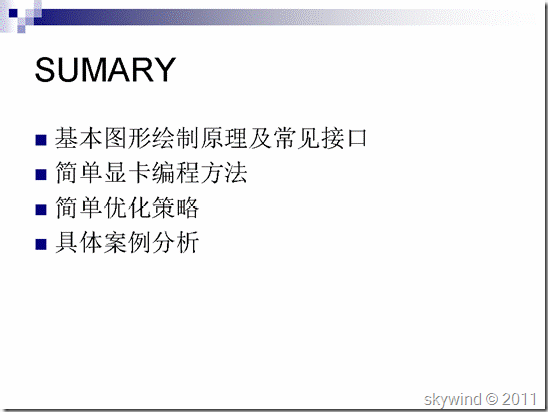 SUMARY
基本图形绘制原理及常见接口
简单显卡编程方法
简单优化策略
具体案例分析
skywind © 2011